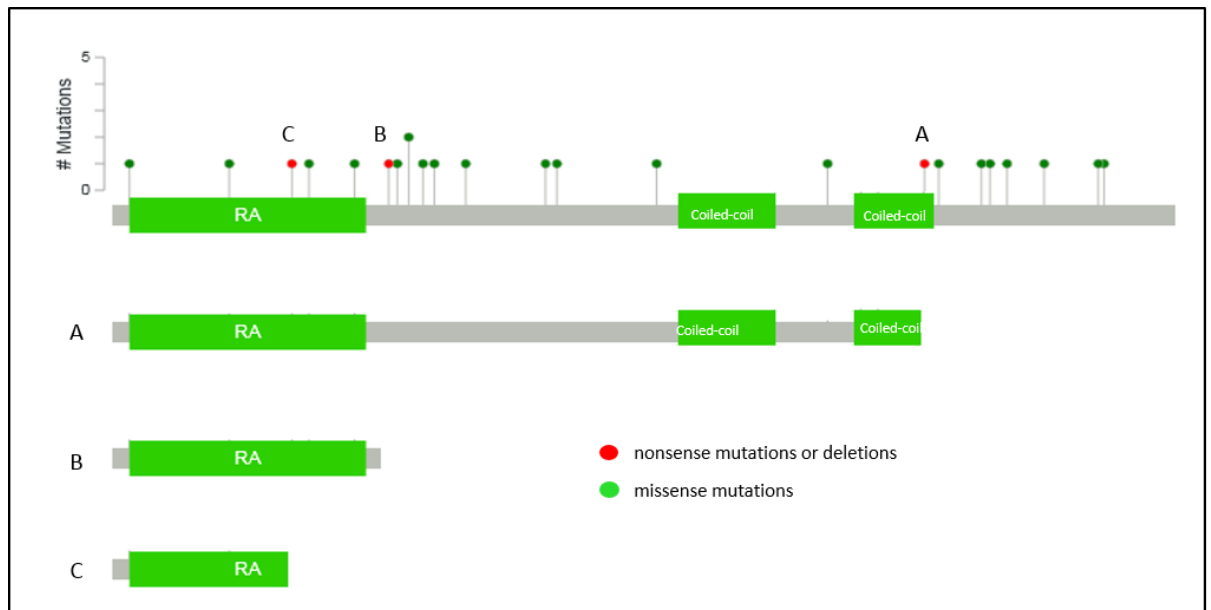 5
# Mutations
0
C
B
A
RA
Coiled-coil
Coiled-coil
A
RA
Coiled-coil
Coiled-coil
B
RA
nonsense mutations or deletions
missense mutations
C
RA